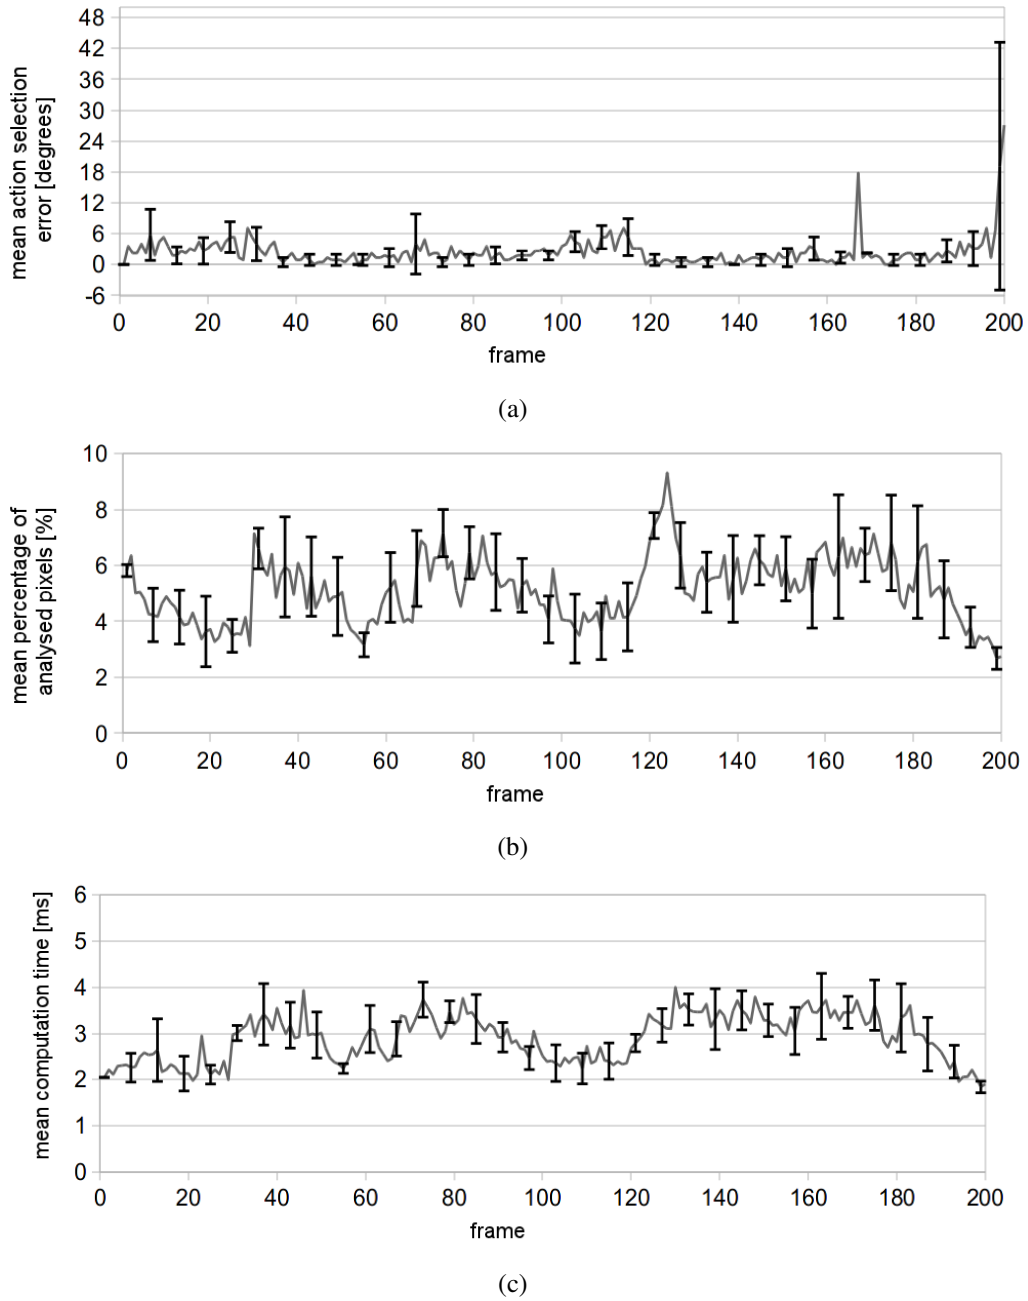 48
42
36
30
24
18
12
6
0
-6
mean action selection
error [degrees]
0 20 40 60 80 100 120 140 160 180 200
frame
(a)
10
8
6
4
2
0
mean percentage of
analysed pixels [%]
0 20 40 60 80 100 120 140 160 180 200
frame
(b)
6
5
4
3
2
1
0
mean computation time [ms]
0 20 40 60 80 100 120 140 160 180 200
frame
(c)